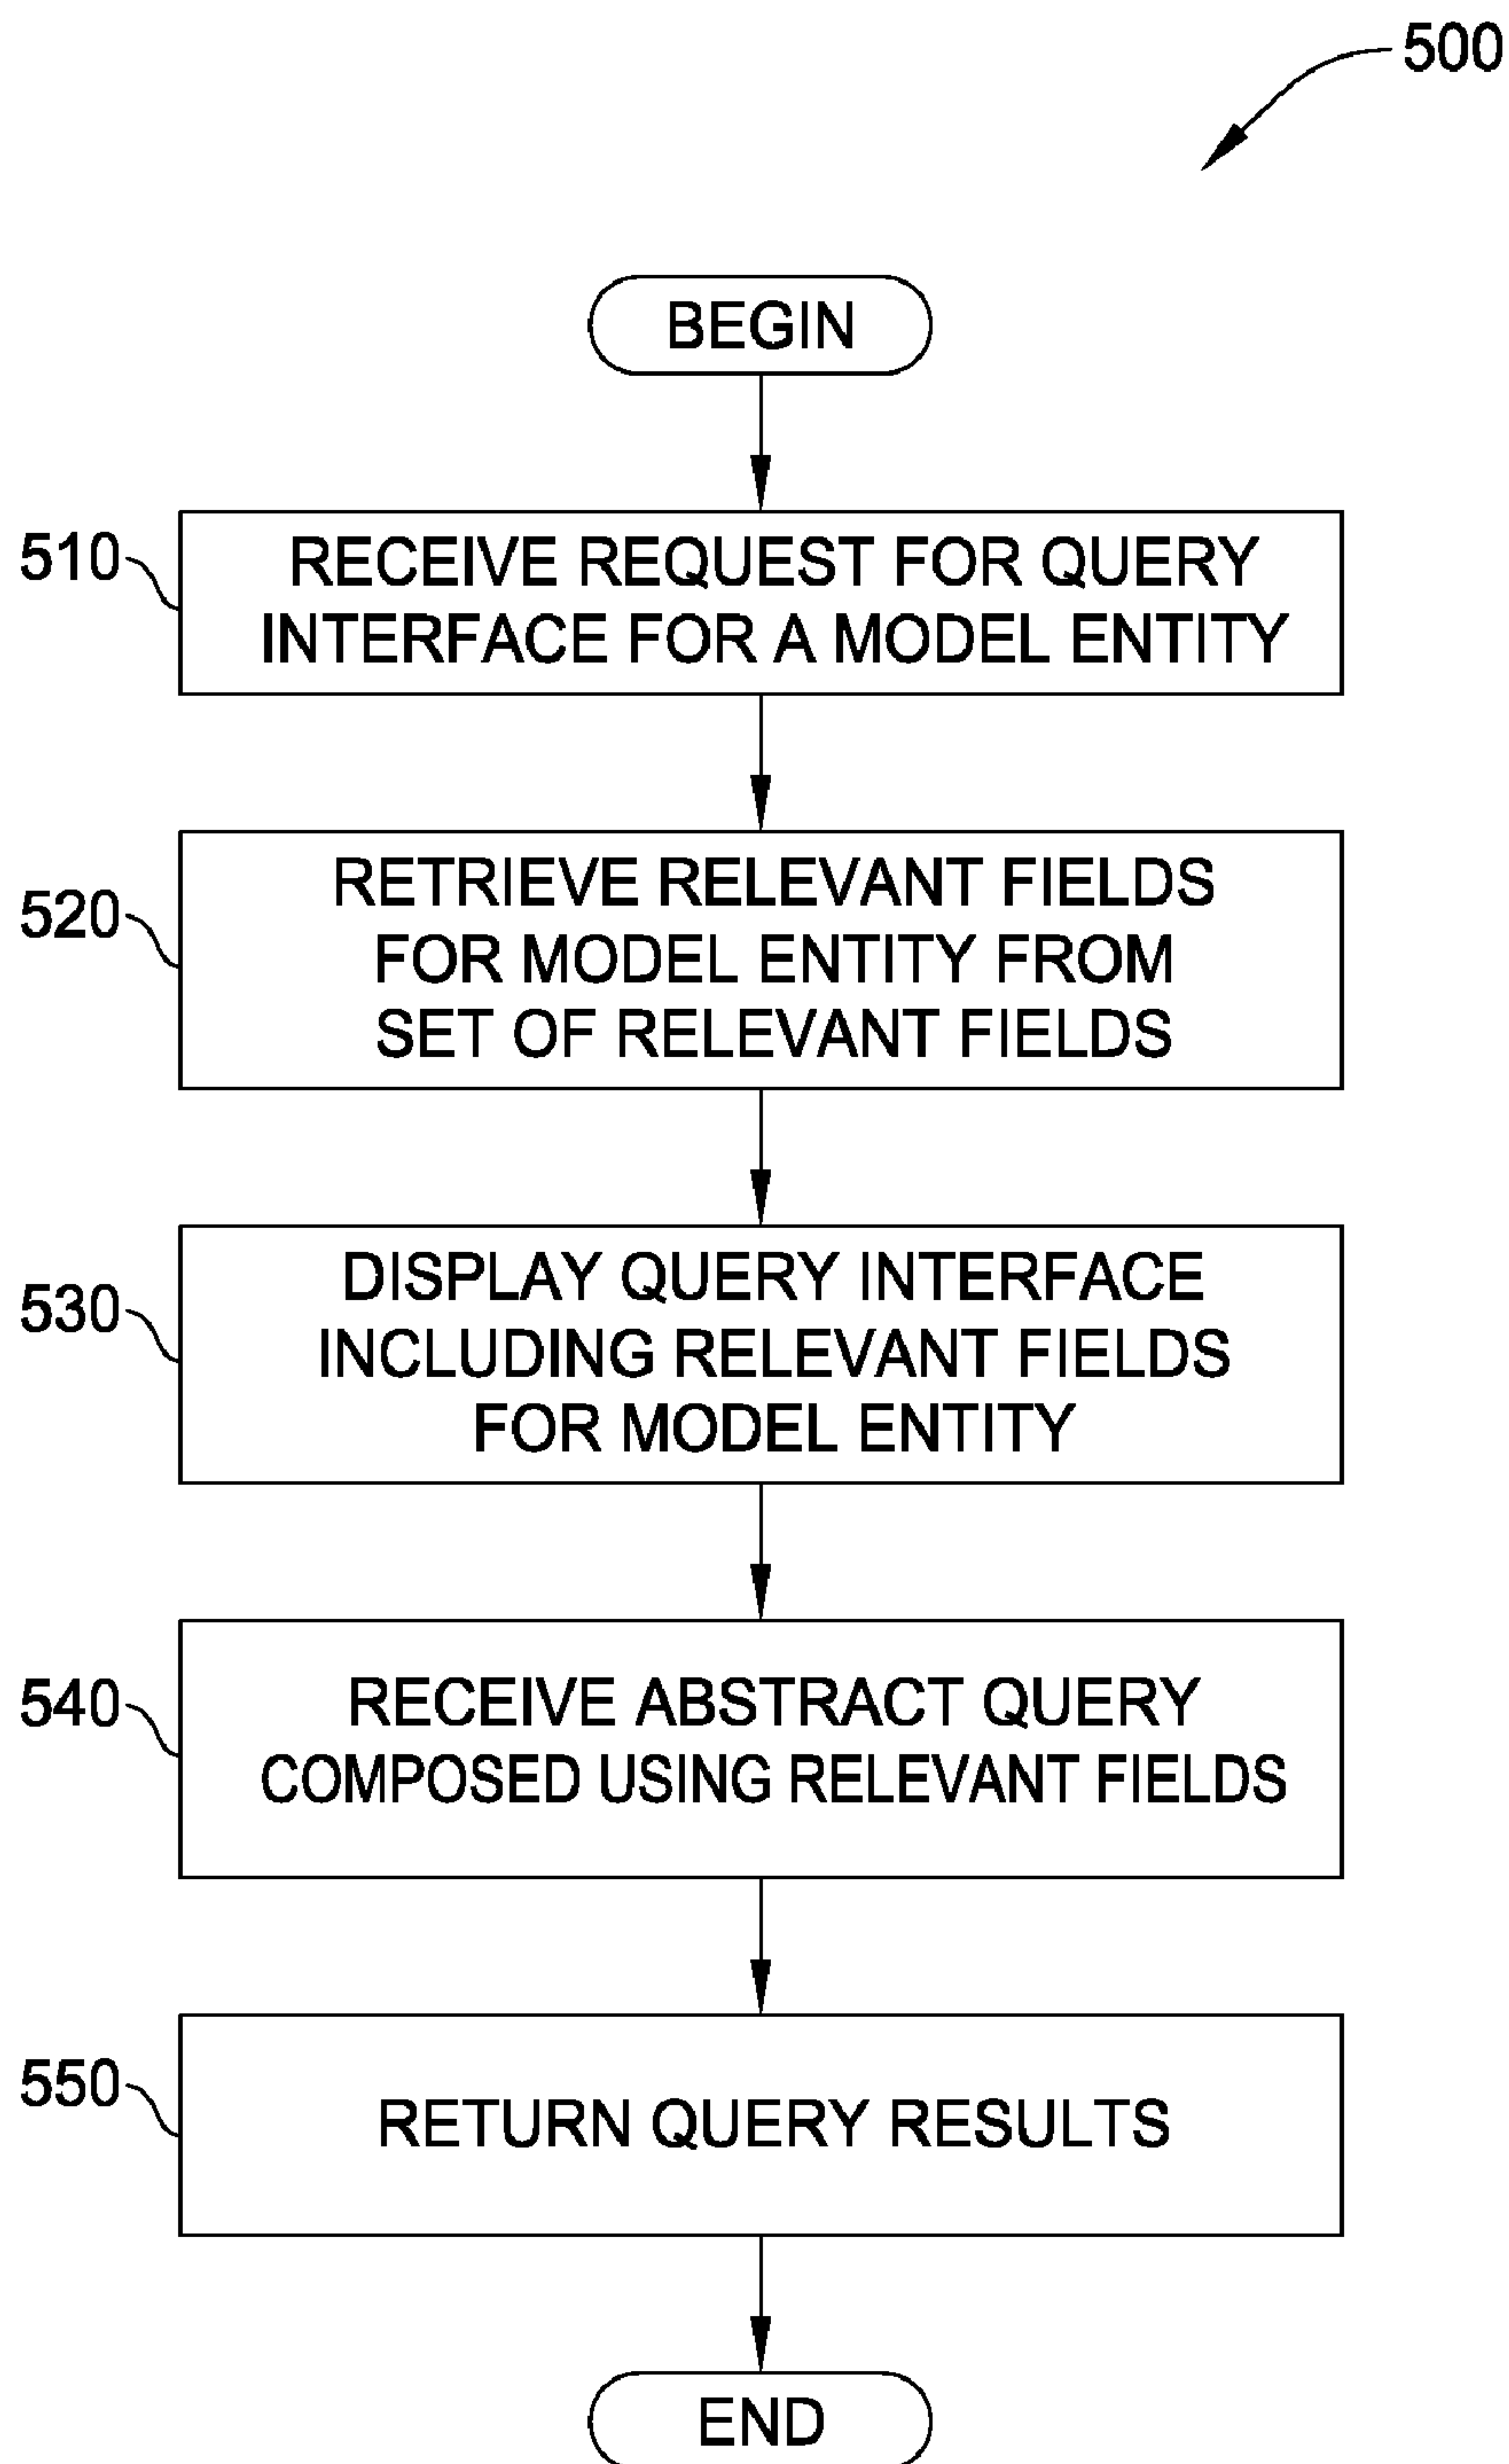 500
BEGIN
510
RECEIVE REQUEST FOR QUERY
INTERFACE FOR A MODEL ENTITY
520
RETRIEVE RELEVANT FIELDS
FOR MODEL ENTITY FROM
SET OF RELEVANT FIELDS
530
DISPLAY QUERY INTERFACE
INCLUDING RELEVANT FIELDS
FOR MODEL ENTITY
540
RECEIVE ABSTRACT QUERY
COMPOSED USING RELEVANT FIELDS
550
RETURN QUERY RESULTS
END